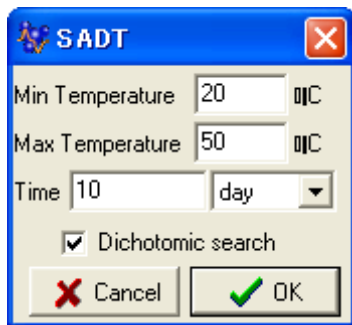 SADT
Min Temperature 20 C
Max Temperature 50 C
Time 10 day
Dichotomic search
Cancel OK